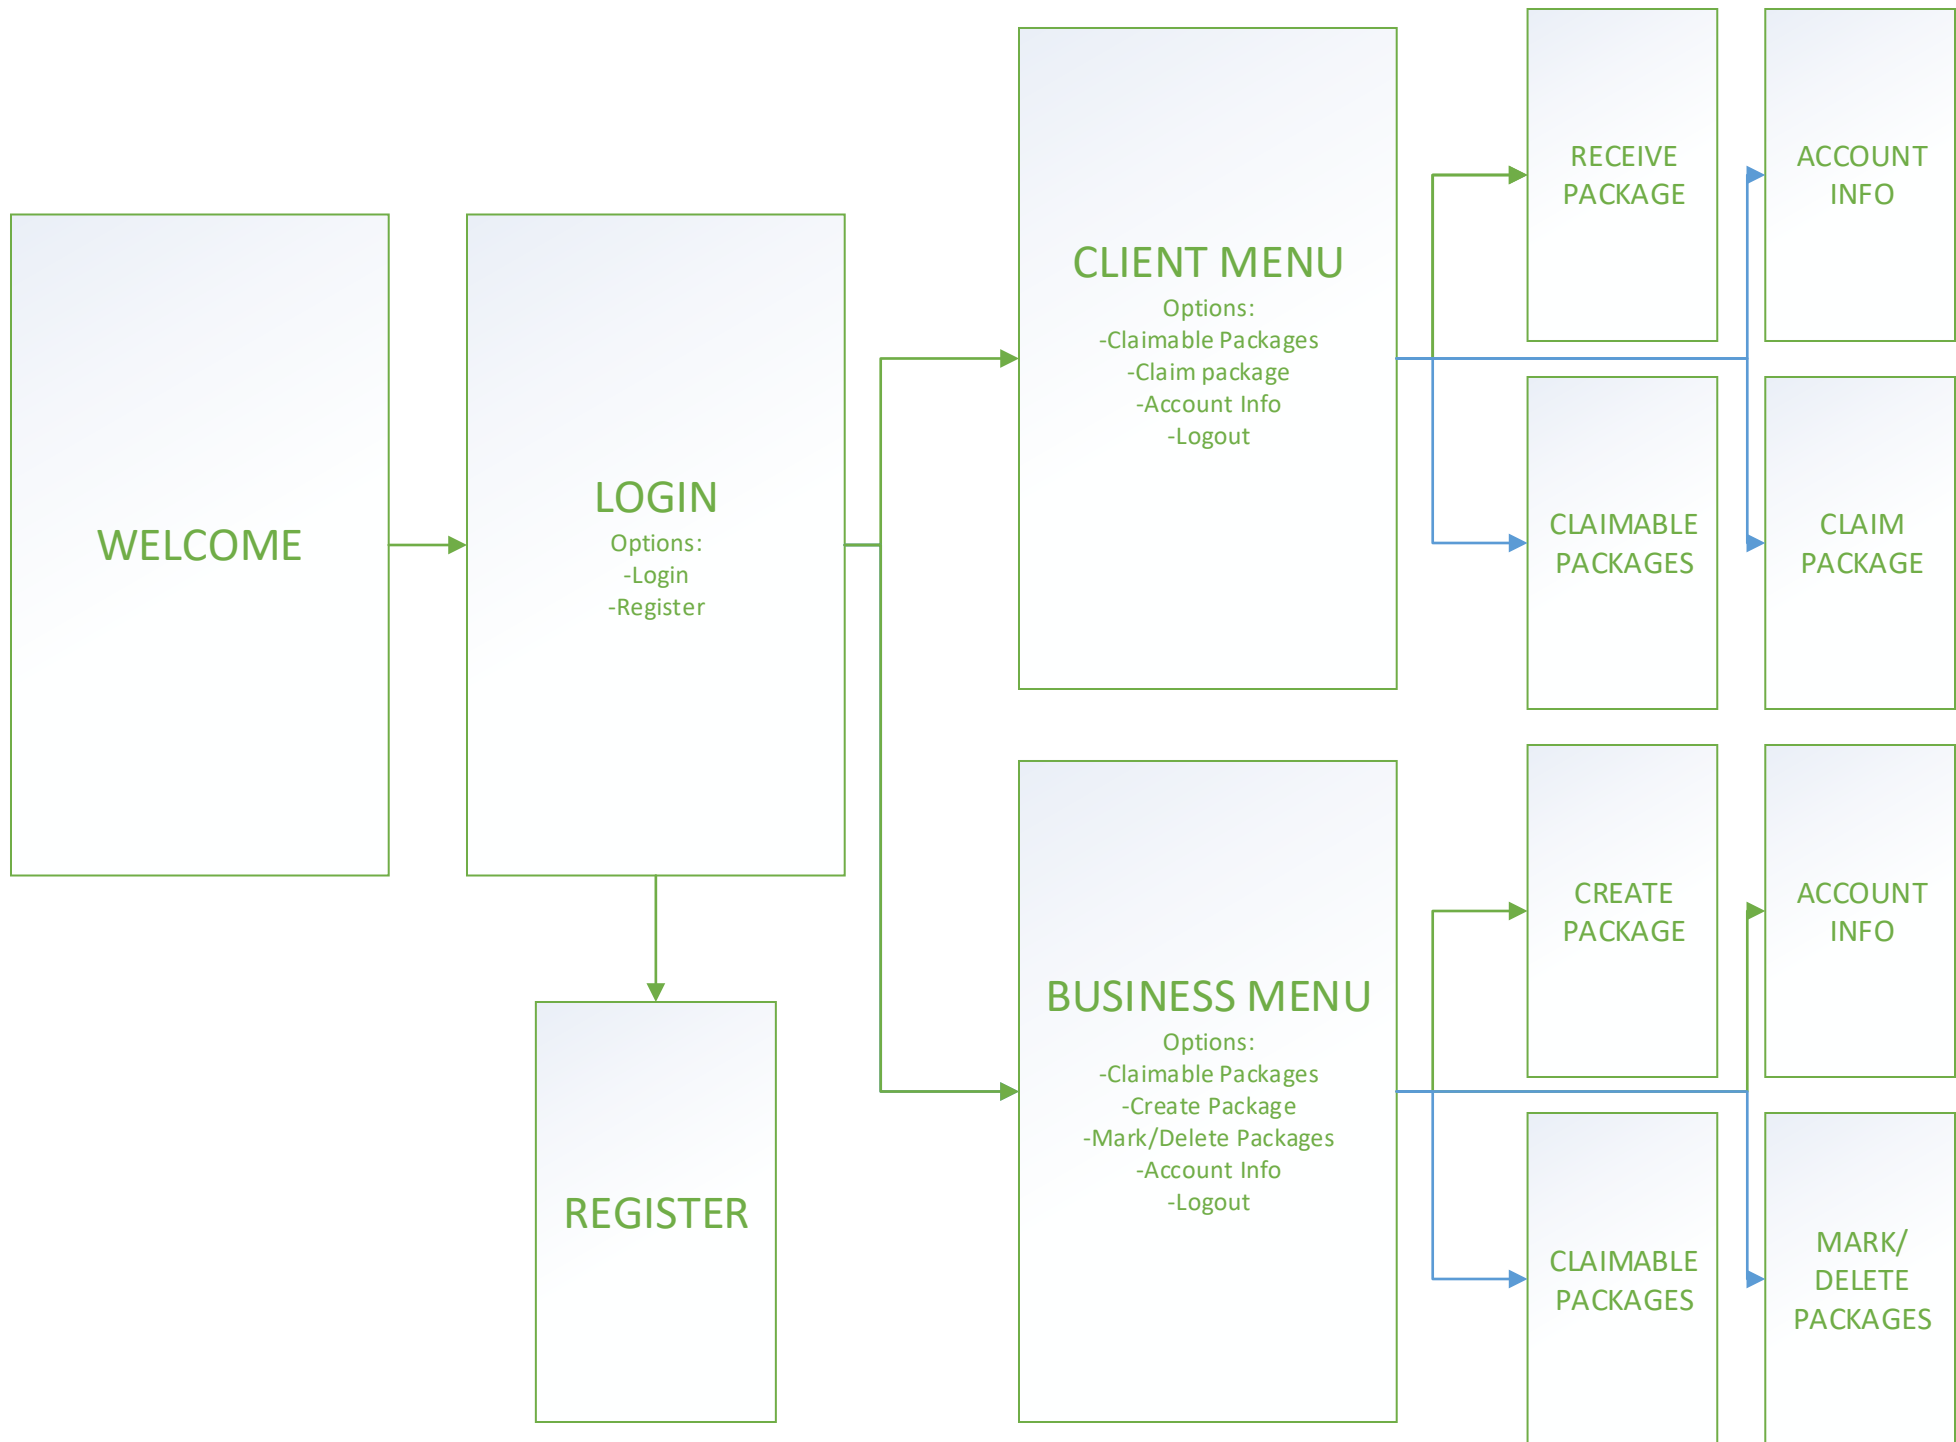 WELCOME
LOGIN
Options:
-Login
-Register
REGISTER
CLIENT MENU
Options:
-Claimable Packages
-Claim package
-Account Info
-Logout
RECEIVE
PACKAGE
ACCOUNT
INFO
CLAIMABLE
PACKAGES
CLAIM
PACKAGE
BUSINESS MENU
Options:
-Claimable Packages
-Create Package
-Mark/Delete Packages
-Account Info
-Logout
CREATE
PACKAGE
ACCOUNT
INFO
CLAIMABLE
PACKAGES
MARK/
DELETE
PACKAGES